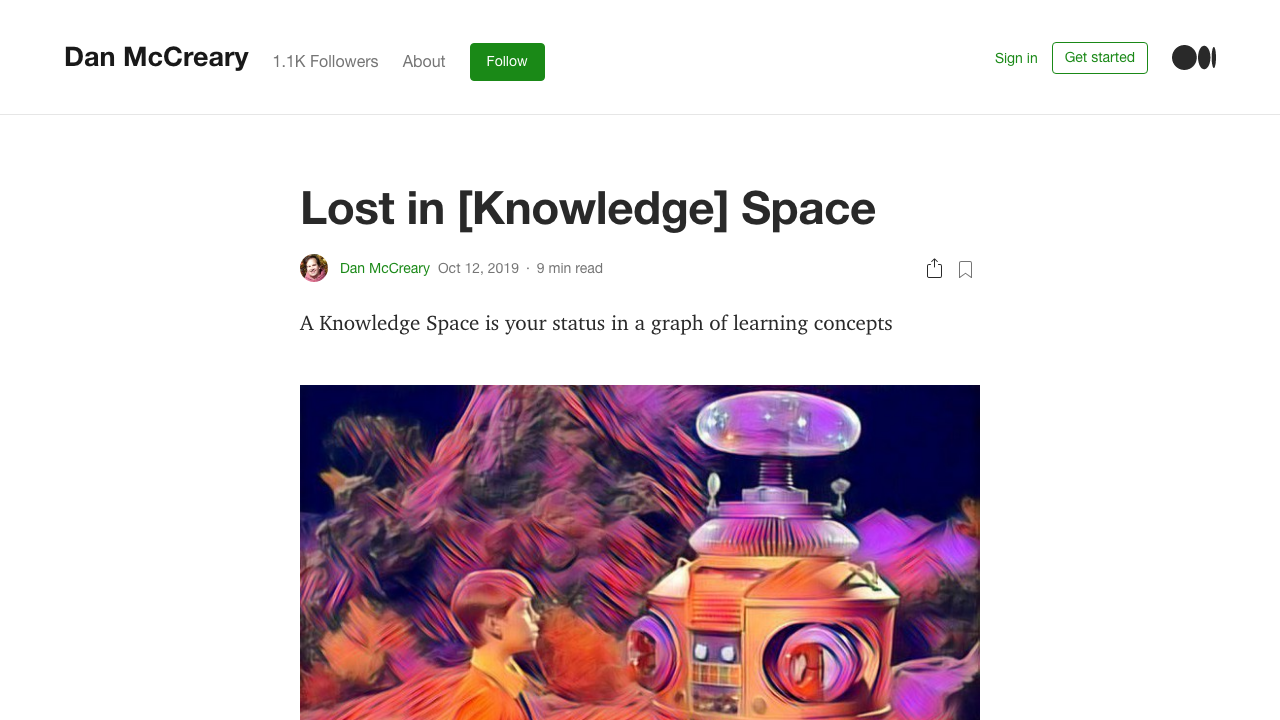 Dan McCreary
1.1K Followers
About
Follow
Sign in
Get started
Lost in [Knowledge] Space
Dan McCreary Oct 12, 2019 · 9 min read
A Knowledge Space is your status in a graph of learning concepts